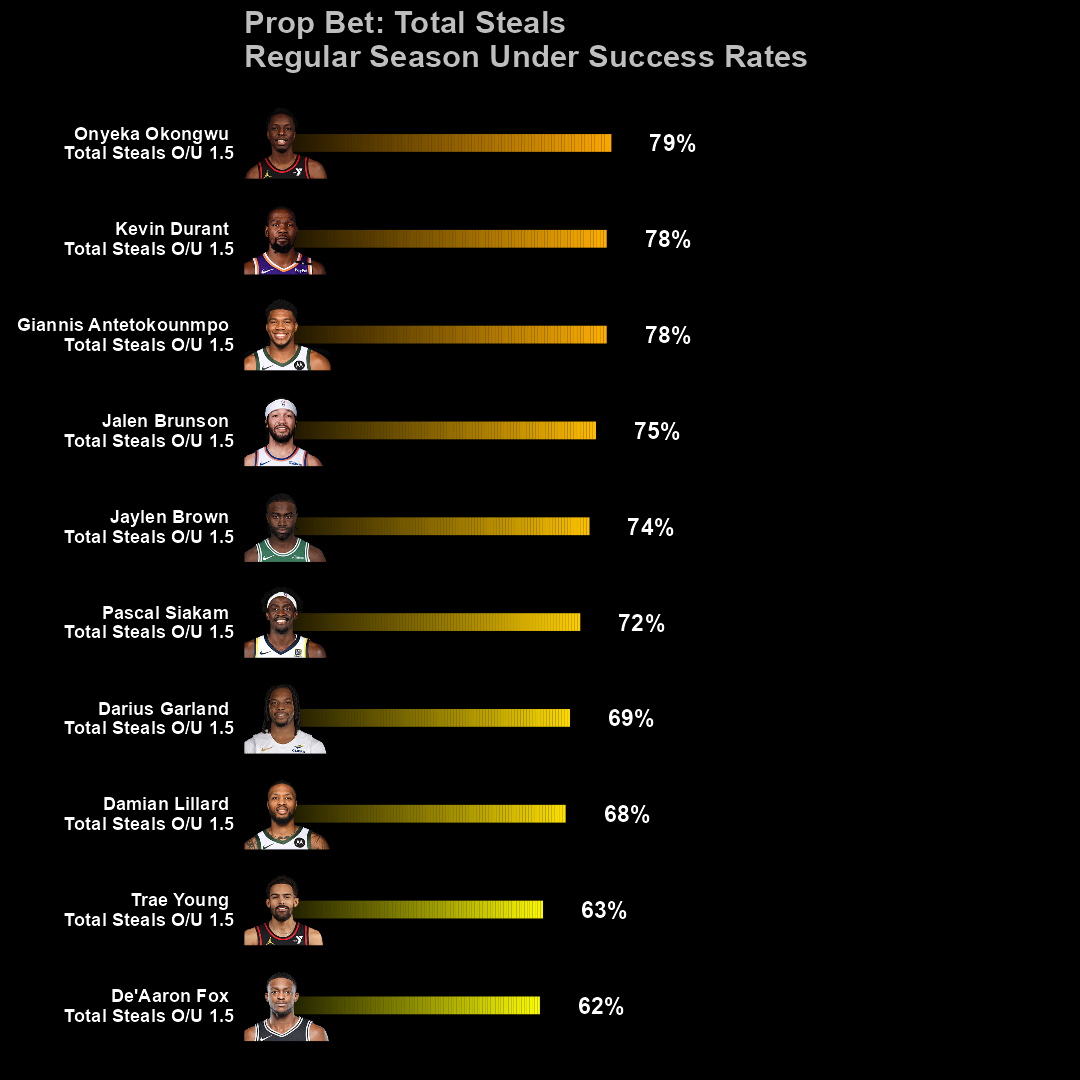 Prop Bet: Total Steals
Regular Season Under Success Rates
Onyeka Okongwu
Total Steals O/U 1.5
79%
Kevin Durant
Total Steals O/U 1.5
78%
Giannis Antetokounmpo
Total Steals O/U 1.5
78%
Jalen Brunson
Total Steals O/U 1.5
75%
Jaylen Brown
Total Steals O/U 1.5
74%
Pascal Siakam
Total Steals O/U 1.5
72%
Darius Garland
Total Steals O/U 1.5
69%
Damian Lillard
Total Steals O/U 1.5
68%
Trae Young
Total Steals O/U 1.5
63%
De'Aaron Fox
Total Steals O/U 1.5
62%